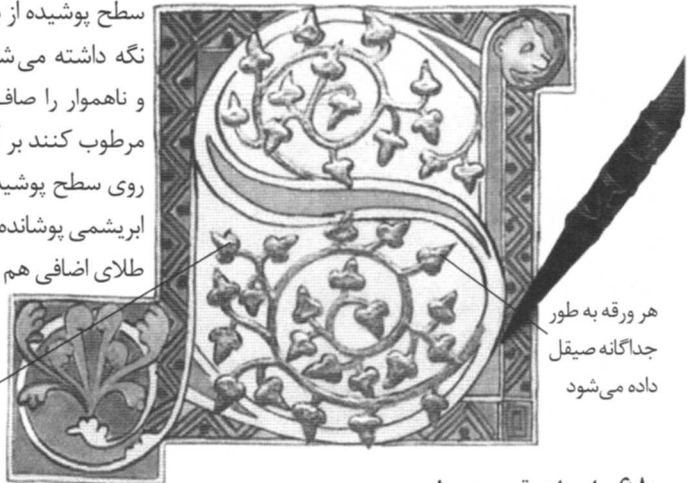 سطح پوشیده از
نگه داشته می‌ش
و ناهموار را صاف
مرطوب کنند بر
روی سطح پوشید
ابریشمی پوشانده
طلای اضافی هم
هر ورقه به طور
جداگانه صیقل
داده می‌شود